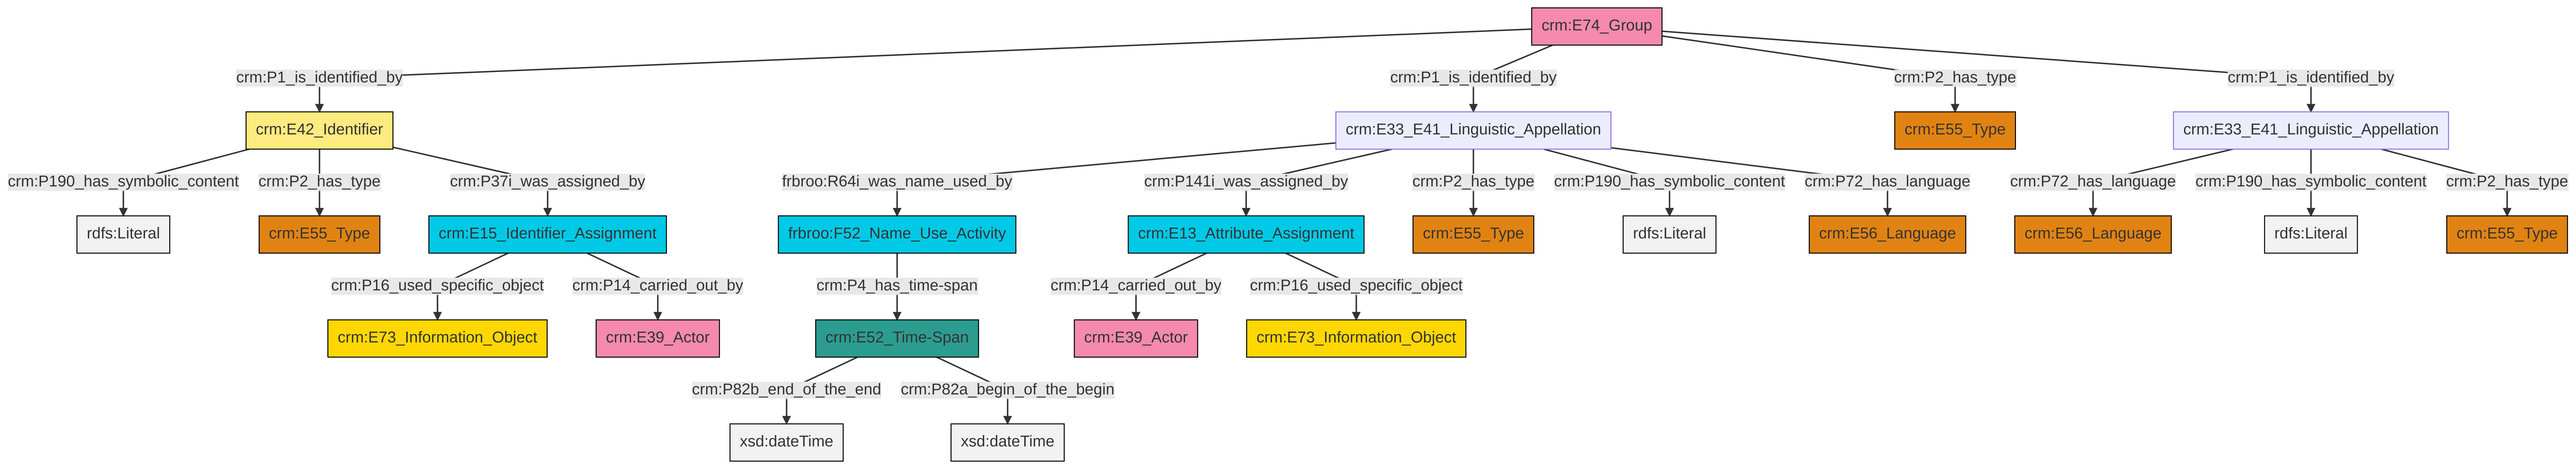 crm:E74_Group
crm:P1_is_identified_by
crm:P1_is_identified_by
crm:P2_has_type
crm:P1_is_identified_by
crm:E42_Identifier
crm:E33_E41_Linguistic_Appellation
crm:E55_Type
crm:E33_E41_Linguistic_Appellation
crm:P190_has_symbolic_content
crm:P2_has_type
crm:P37i_was_assigned_by
frbroo:R64i_was_name_used_by
crm:P141i_was_assigned_by
crm:P2_has_type
crm:P190_has_symbolic_content
crm:P72_has_language
crm:P72_has_language
crm:P190_has_symbolic_content
crm:P2_has_type
rdfs:Literal
crm:E55_Type
crm:E15_Identifier_Assignment
frbroo:F52_Name_Use_Activity
crm:E13_Attribute_Assignment
crm:E55_Type
rdfs:Literal
crm:E56_Language
crm:E56_Language
rdfs:Literal
crm:E55_Type
crm:P16_used_specific_object
crm:P14_carried_out_by
crm:P4_has_time-span
crm:P14_carried_out_by
crm:P16_used_specific_object
crm:E73_Information_Object
crm:E39_Actor
crm:E52_Time-Span
crm:E39_Actor
crm:E73_Information_Object
crm:P82b_end_of_the_end
crm:P82a_begin_of_the_begin
xsd:dateTime
xsd:dateTime